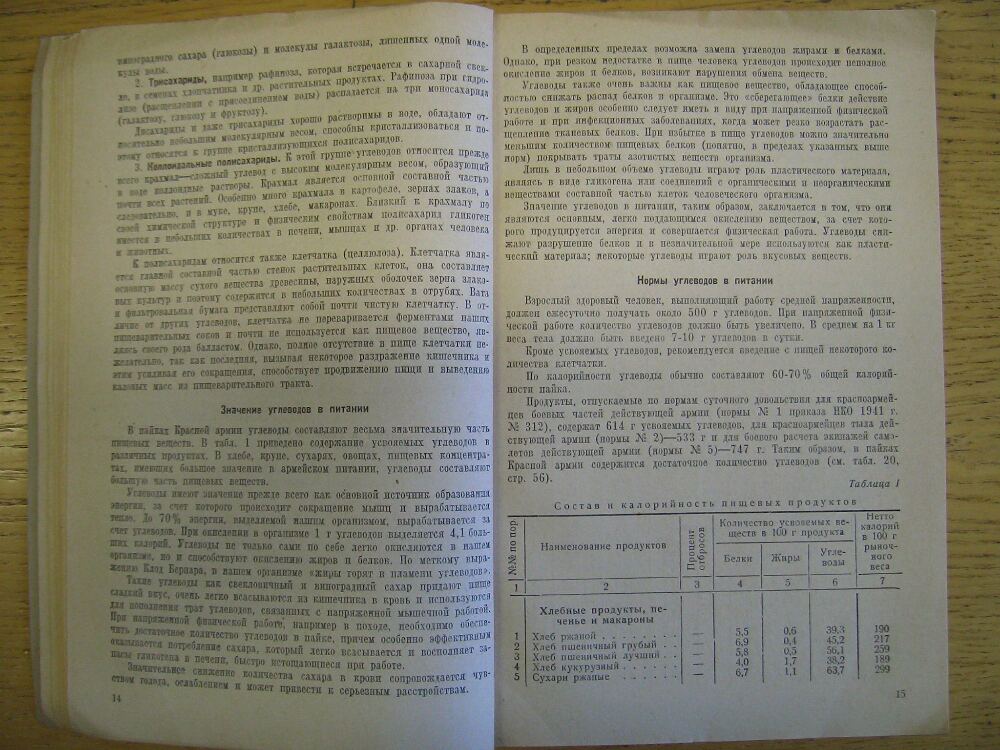 виноградного сахара (глюкозы) и молекулы галактозы, лишенных одной моле-
кулы воды.
2. Трисахариды, например рафиноза, которая встречается в сахарной свек-
ле, в семенах хлопчатника и др. растительных продуктах. Рафиноза при гидро-
лизе (расщеплении с присоединением воды) распадается на три моносахарида
(галактозу, глюкозу и фруктозу).
Дисахариды и даже трисахариды хорошо растворимы в воде, обладают от-
носительно небольшим молекулярным весом, способны кристаллизоваться и по-
этому относятся к группе кристаллизующихся полисахаридов.
3. Коллоидальные полисахариды. К этой группе углеводов относится прежде
всего крахмал—сложный углевод с высоким молекулярным весом, образующий
в воде коллоидные растворы. Крахмал является основной составной частью
почти всех растений. Особенно много крахмала в картофеле, зернах злаков, а
следовательно, и в муке, крупе, хлебе, макаронах. Близкий к крахмалу по
своей химической структуре и физическим свойствам полисахарид гликоген
имеется в небольших количествах в печени, мышцах и др. органах человека
и животных.
К полисахаридам относится также клетчатка (целлюлоза). Клетчатка явля-
ется главной составной частью стенок растительных клеток, она составляет
основную массу сухого вещества древесины, наружных оболочек зерна злако-
вых культур и поэтому содержится в небольших количествах в отрубях. Вата
и фильтровальная бумага представляют собой почти чистую клетчатку. В от-
личие от других углеводов, клетчатка не переваривается ферментами наших
пищеварительных соков и почти не используется как пищевое вещество, яв-
ляясь своего рода балластом. Однако, полное отсутствие в пище клетчатки не-
желательно, так как последняя, вызывая некоторое раздражение кишечника и
этим усиливая его сокращения, способствует продвижению пищи и выведению
каловых масс из пищеварительного тракта.
Значение углеводов в питании
В пайках Красной армии углеводы составляют весьма значительную часть
пищевых веществ. В табл. 1 приведено содержание усвояемых углеводов в
различных продуктах. В хлебе, крупе, сухарях, овощах, пищевых концентра-
тах, имеющих большое значение в армейском питании, углеводы составляют
большую часть пищевых веществ.
Углеводы имеют значение прежде всего как основной источник образования
энергии, за счет которого происходит сокращение мышц и вырабатывается
тепло. До 70% энергии, выделяемой нашим организмом, вырабатывается за
счет углеводов. При окислении в организме 1 г углеводов выделяется 4,1 боль-
ших калорий. Углеводы не только сами по себе легко окисляются в нашем
организме, но и способствуют окислению жиров и белков. По меткому выра-
жению Клод Бернара, в нашем организме «жиры горят в пламени углеводов».
Такие углеводы как свекловичный и виноградный сахар придают пище
сладкий вкус, очень легко всасываются из кишечника в кровь и используются
для пополнения трат углеводов, связанных с напряженной мышечной работой.
При напряженной физической работе, например в походе, необходимо обеспе-
чить достаточное количество углеводов в пайке, причем особенно эффективным
оказывается потребление сахара, который легко всасывается и восполняет за-
пасы гликогена в печени, быстро истощающиеся при работе.
Значительное снижение количества сахара в крови сопровождается чув-
ством голода, ослаблением и может привести к серьезным расстройствам.
14
В определенных пределах возможна замена углеводов жирами и белками.
Однако, при резком недостатке в пище человека углеводов происходит неполное
окисление жиров и белков, возникают нарушения обмена веществ.
Углеводы также очень важны как пищевое вещество, обладающее способ-
ностью снижать распад белков в организме. Это «сберегающее» белки действие
углеводов и жиров особенно следует иметь в виду при напряженной физической
работе и при инфекционных заболеваниях, когда может резко возрастать рас-
щепление тканевых белков. При избытке в пище углеводов можно значительно
меньшим количеством пищевых белков (понятно, в пределах указанных выше
норм) покрывать траты азотистых веществ организма.
Лишь в небольшом объеме углеводы играют роль пластического материала,
являясь в виде гликогена или соединений с органическими и неорганическими
веществами составной частью клеток человеческого организма.
Значение углеводов в питании, таким образом, заключается в том, что они
являются основным, легко поддающимся окислению веществом, за счет кото-
рого продуцируется энергия и совершается физическая работа. Углеводы сни-
жают разрушение белков и в незначительной мере используются как пласти-
ческий материал; некоторые углеводы играют роль вкусовых веществ.
Нормы углеводов в питании
Взрослый здоровый человек, выполняющий работу средней напряженности,
должен ежесуточно получать около 500 г углеводов. При напряженной физи-
ческой работе количество углеводов должно быть увеличено. В среднем на 1 кг
веса тела должно быть введено 7-10 г углеводов в сутки.
Кроме усвояемых углеводов, рекомендуется введение с пищей некоторого ко-
личества клетчатки.
По калорийности углеводы обычно составляют 60-70% общей калорий-
ности пайка.
Продукты, отпускаемые по нормам суточного довольствия для красноармей-
цев боевых частей действующей армии (нормы № 1 приказа НКО 1941 г.
№ 312), содержат 614 г усвояемых углеводов, для красноармейцев тыла дей-
ствующей армии (нормы № 2)—533 г и для боевого расчета экипажей само-
летов действующей армии (нормы № 5)—747 г. Таким образом, в пайках
Красной армии содержится достаточное количество углеводов (см. табл. 20,
стр. 56).
Таблица 1
Состав и калорийность пищевых продуктов
№№ по пор.
Наименование продуктов
Процент отбросов
Количество усвояемых ве-
ществ в 100 г продукта
Белки Жиры Угле-
воды
Нетто
калорий
в 100 г
рыноч-
ного
веса
1 2 3 4 5 6 7
Хлебные продукты, пе-
ченье и макароны
1 Хлеб ржаной . . . . . . . . — 5,5 0,6 39,3 190
2 Хлеб пшеничный грубый . . — 6,9 0,4 45,2 217
3 Хлеб пшеничный лучший . . — 5,8 0,5 56,1 259
4 Хлеб кукурузный . . . . . . — 4,0 1,7 38,2 189
5 Сухари ржаные . . . . . . — 6,7 1,1 63,7 299
15